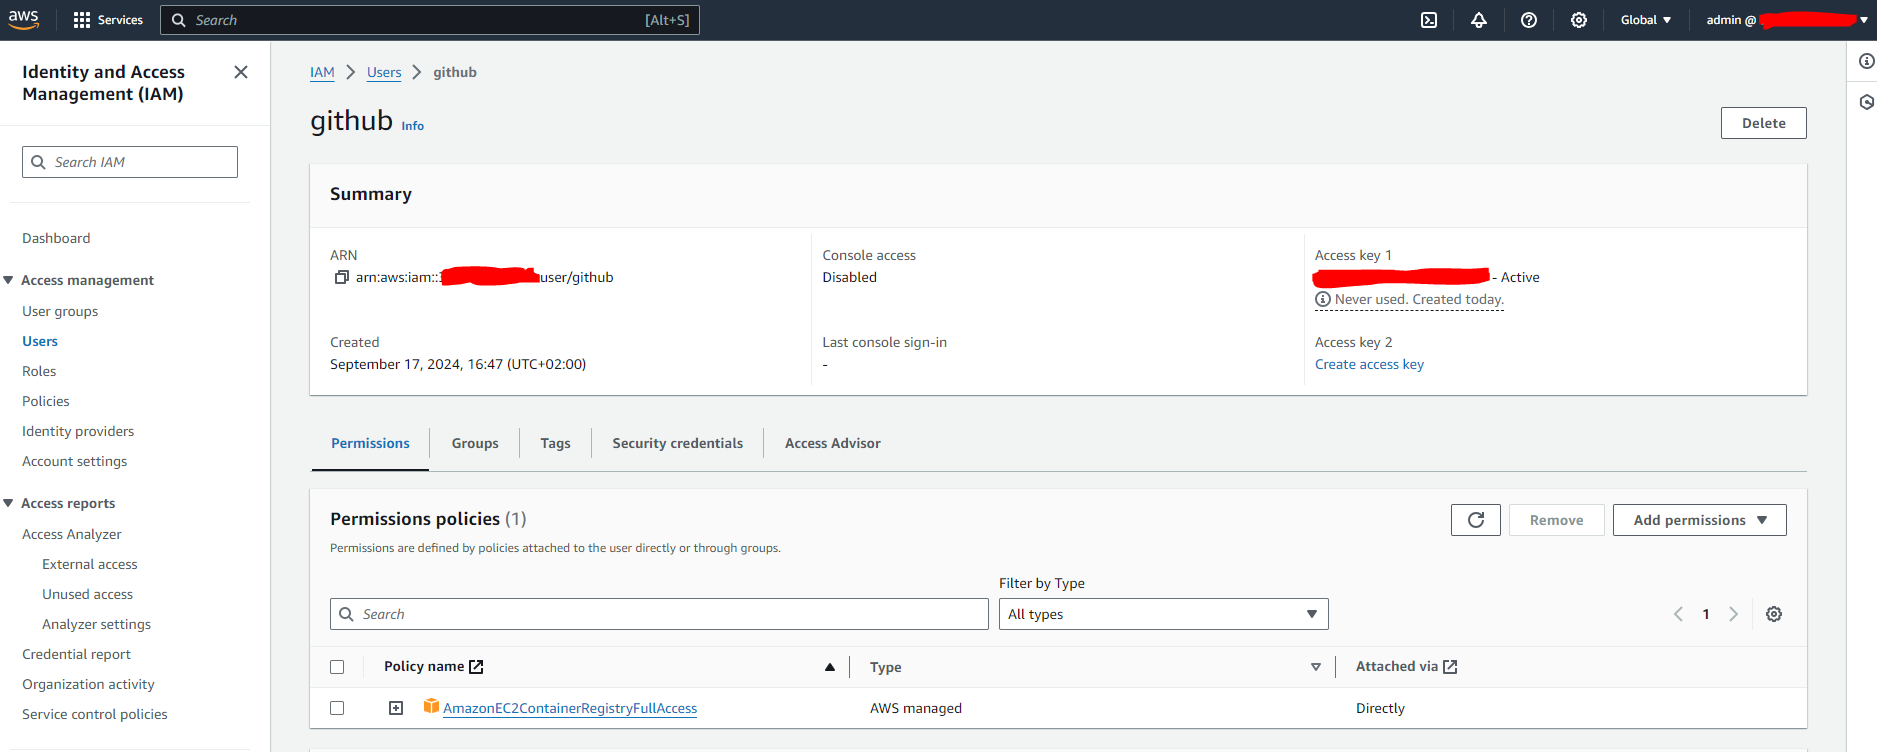 aws Services Search [Alt+S] Global admin @
Identity and Access Management (IAM)
Search IAM
Dashboard
Access management
User groups
Users
Roles
Policies
Identity providers
Account settings
Access reports
Access Analyzer
External access
Unused access
Analyzer settings
Credential report
Organization activity
Service control policies
IAM > Users > github
github Info
Delete
Summary
ARN
arn:aws:iam:: user/github
Console access
Disabled
Access key 1
- Active
Never used. Created today.
Created
September 17, 2024, 16:47 (UTC+02:00)
Last console sign-in
-
Access key 2
Create access key
Permissions Groups Tags Security credentials Access Advisor
Permissions policies (1)
Permissions are defined by policies attached to the user directly or through groups.
Remove Add permissions
Filter by Type
Search All types 1
Policy name Type Attached via
AmazonEC2ContainerRegistryFullAccess AWS managed Directly